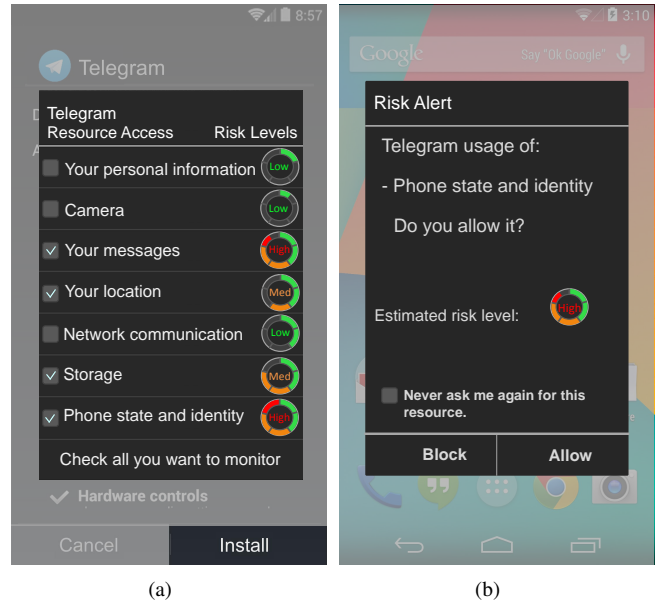 8:57
Telegram
Telegram
Resource Access Risk Levels
Your personal information Low
Camera Low
Your messages High
Your location Med
Network communication Low
Storage Med
Phone state and identity High
Check all you want to monitor
Hardware controls
Cancel Install
(a)
3:10
Google Say "Ok Google"
Risk Alert
Telegram usage of:
- Phone state and identity
Do you allow it?
Estimated risk level: High
Never ask me again for this
resource.
Block Allow
(b)